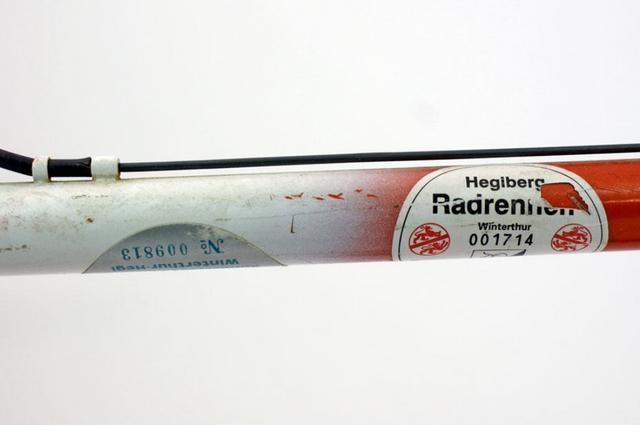 Hegiberg
Radrennen
Winterthur
001714
Winterthur-Hegi
№ 009813